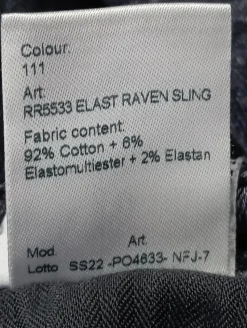 Colour:
111
Art:
RR5533 ELAST RAVEN SLING
Fabric content:
92% Cotton + 6%
Elastomultiester + 2% Elastan
Mod. Art.
Lotto SS22 -PO4633- NFJ-7